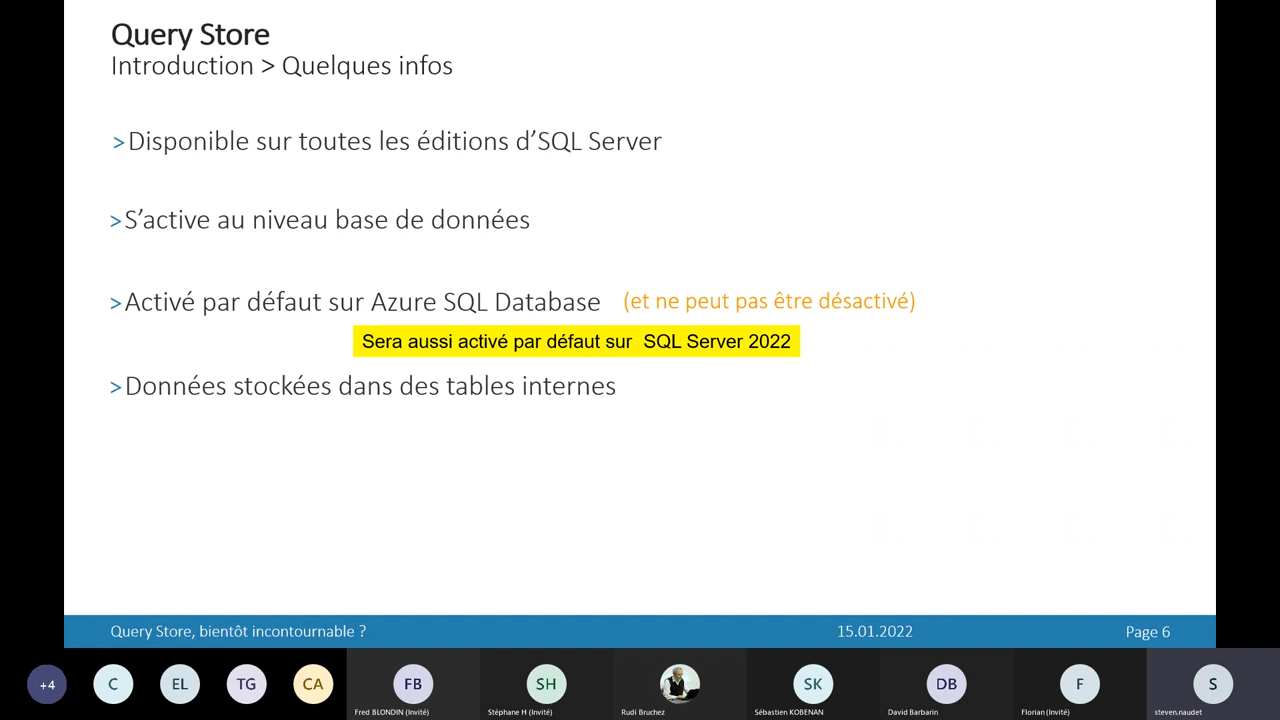 Query Store
Introduction > Quelques infos
>Disponible sur toutes les éditions d’SQL Server
>S’active au niveau base de données
>Activé par défaut sur Azure SQL Database (et ne peut pas être désactivé)
Sera aussi activé par défaut sur SQL Server 2022
>Données stockées dans des tables internes
Query Store, bientôt incontournable ? 15.01.2022 Page 6
+4 C EL TG CA FB SH SK DB F S
Fred BLONDIN (Invité) Stéphane H (Invité) Rudi Bruchez Sébastien KOBENAN David Barbarin Florian (Invité) steven.naudet